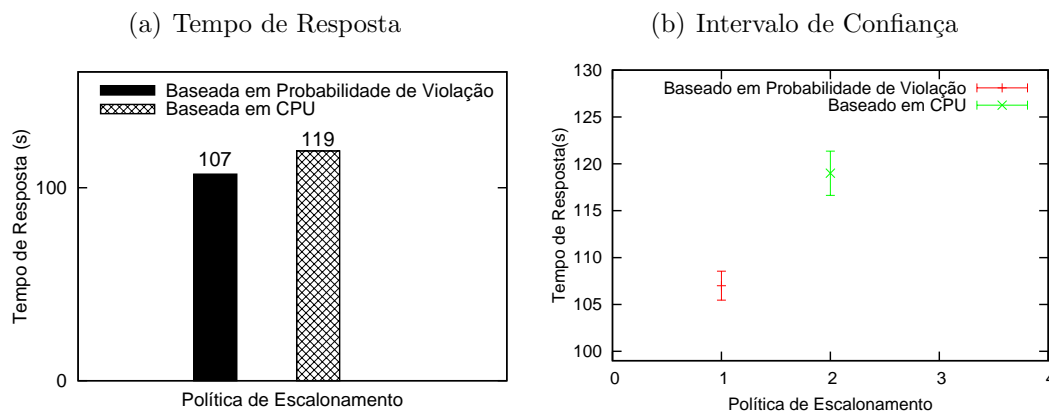 (a) Tempo de Resposta
Baseada em Probabilidade de Violação
Baseada em CPU
107
119
100
0
Tempo de Resposta (s)
Política de Escalonamento
(b) Intervalo de Confiança
Baseado em Probabilidade de Violação
Baseado em CPU
130
125
120
115
110
105
100
Tempo de Resposta(s)
0 1 2 3 4
Política de Escalonamento